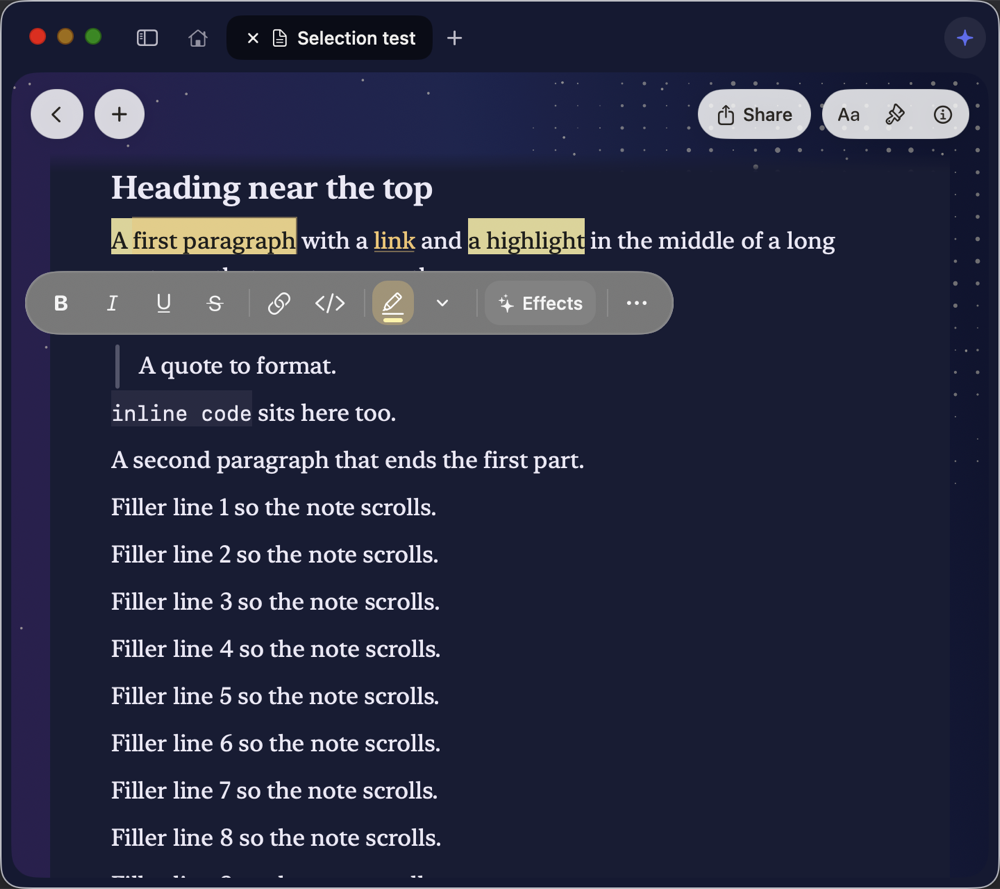 Selection test
Share
Aa
Heading near the top
A first paragraph with a link and a highlight in the middle of a long
B I U S </> Effects
A quote to format.
inline code sits here too.
A second paragraph that ends the first part.
Filler line 1 so the note scrolls.
Filler line 2 so the note scrolls.
Filler line 3 so the note scrolls.
Filler line 4 so the note scrolls.
Filler line 5 so the note scrolls.
Filler line 6 so the note scrolls.
Filler line 7 so the note scrolls.
Filler line 8 so the note scrolls.